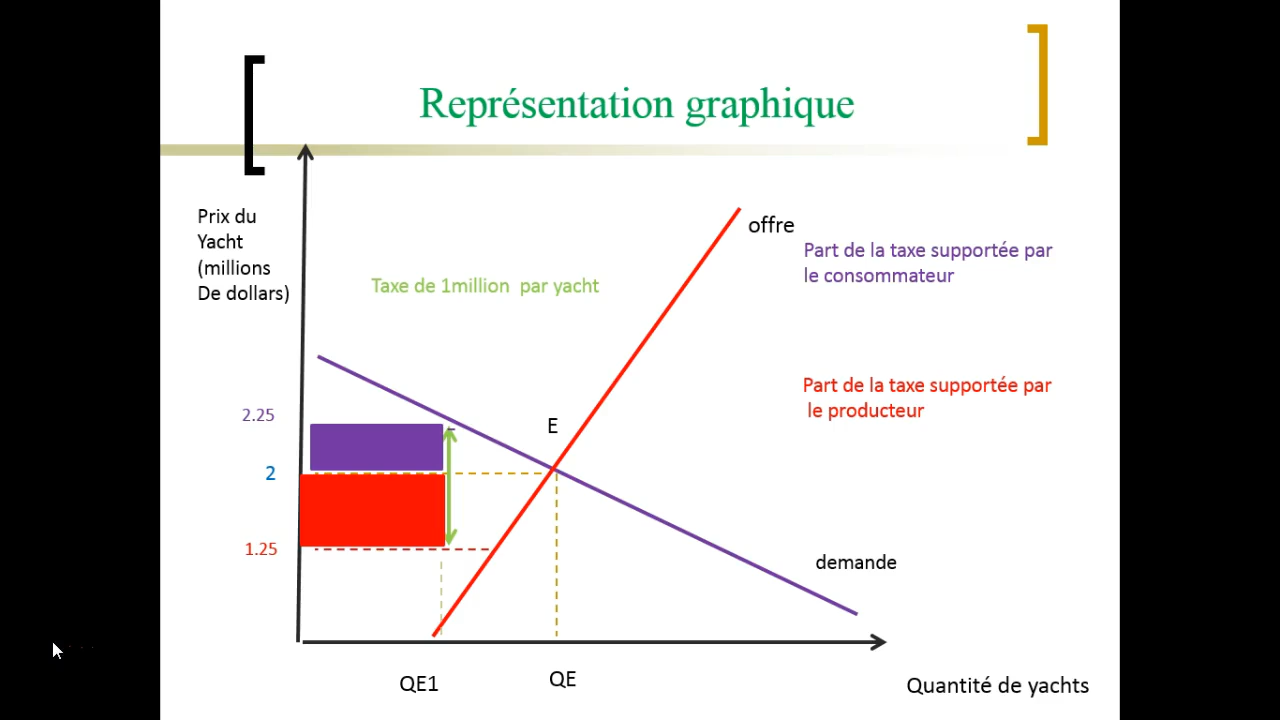 Représentation graphique
Prix du
Yacht
(millions
De dollars)
offre
Part de la taxe supportée par
le consommateur
Taxe de 1million par yacht
Part de la taxe supportée par
le producteur
2.25
E
2
1.25
demande
QE1
QE
Quantité de yachts